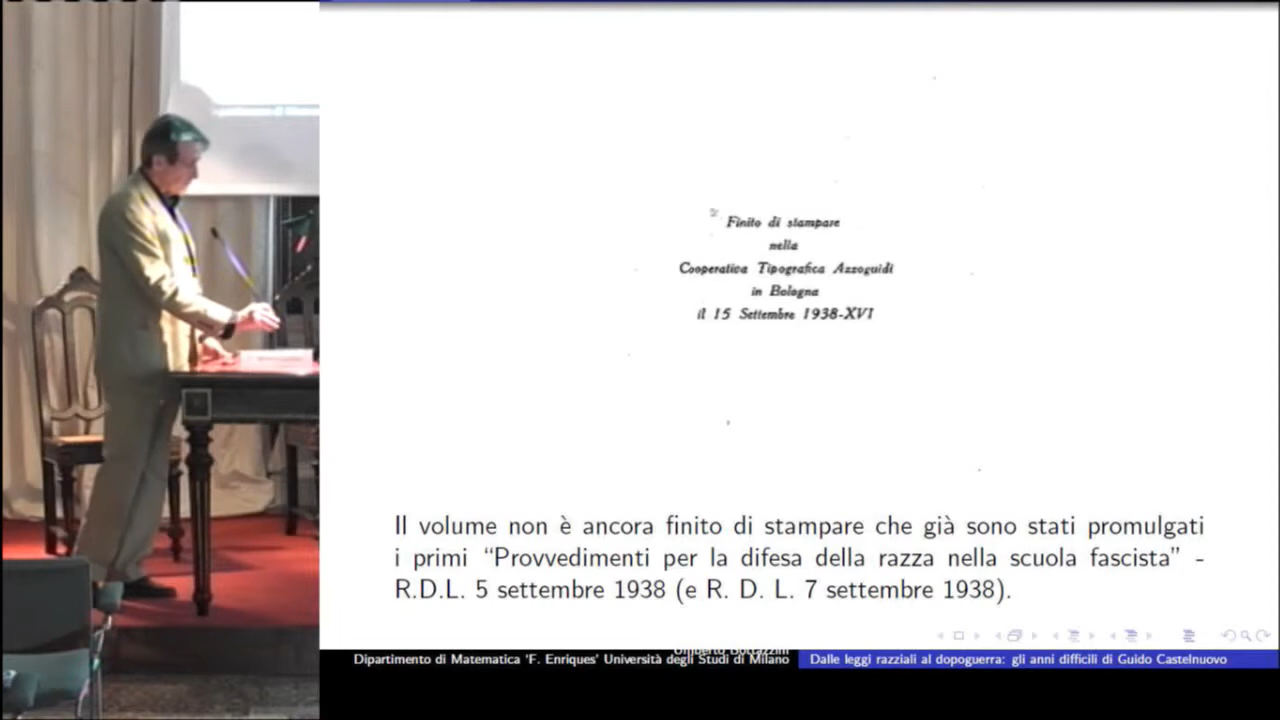 Finito di stampare
nella
Cooperativa Tipografica Azzoguidi
in Bologna
il 15 Settembre 1938-XVI
Il volume non è ancora finito di stampare che già sono stati promulgati
i primi “Provvedimenti per la difesa della razza nella scuola fascista” -
R.D.L. 5 settembre 1938 (e R. D. L. 7 settembre 1938).
Umberto Bottazzini
Dipartimento di Matematica 'F. Enriques' Università degli Studi di Milano
Dalle leggi razziali al dopoguerra: gli anni difficili di Guido Castelnuovo